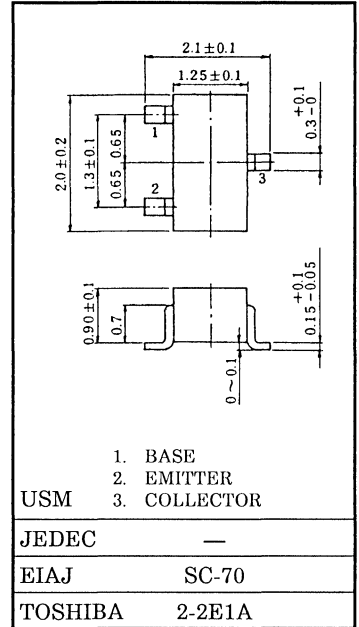 2.1±0.1
1.25±0.1
+0.1
0.3-0
2.0±0.2
1.3±0.1
0.65
0.65
1
2
3
0.90±0.1
0.7
0~0.1
+0.1
0.15-0.05
1. BASE
2. EMITTER
USM 3. COLLECTOR
JEDEC —
EIAJ SC-70
TOSHIBA 2-2E1A